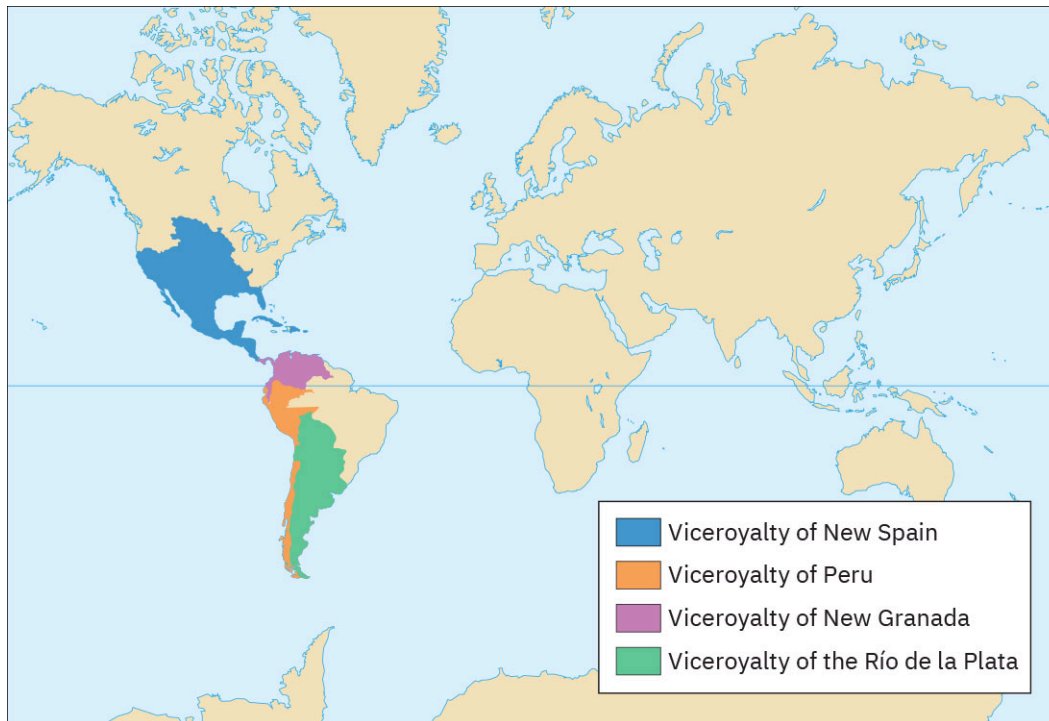 Viceroyalty of New Spain
Viceroyalty of Peru
Viceroyalty of New Granada
Viceroyalty of the Río de la Plata